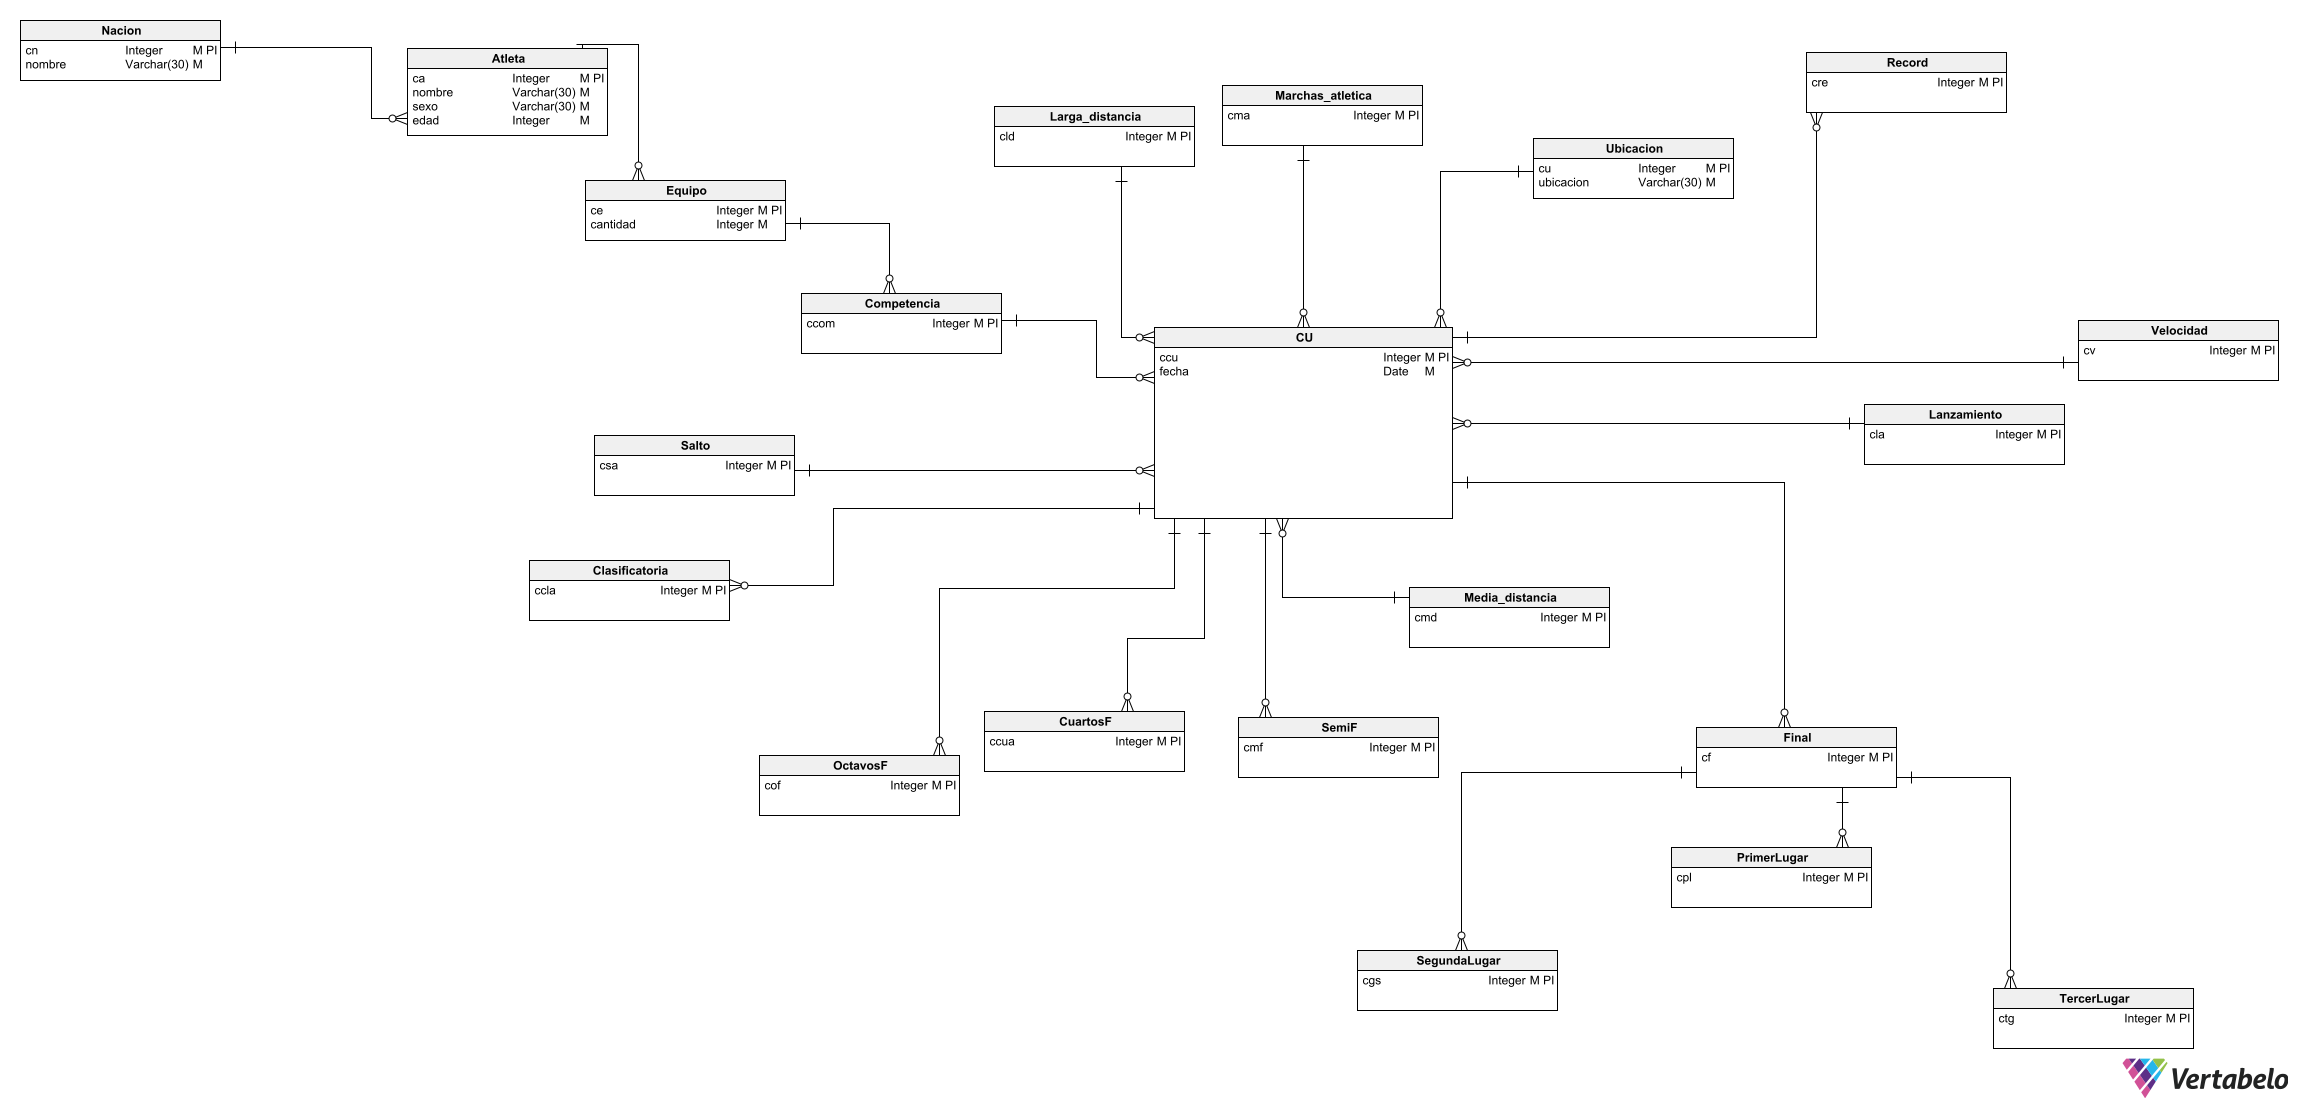 Nacion
cn Integer M PI
nombre Varchar(30) M
Atleta
ca Integer M PI
nombre Varchar(30) M
sexo Varchar(30) M
edad Integer M
Record
cre Integer M PI
Marchas_atletica
cma Integer M PI
Larga_distancia
cld Integer M PI
Ubicacion
cu Integer M PI
ubicacion Varchar(30) M
Equipo
ce Integer M PI
cantidad Integer M
Competencia
ccom Integer M PI
CU
ccu Integer M PI
fecha Date M
Velocidad
cv Integer M PI
Lanzamiento
cla Integer M PI
Salto
csa Integer M PI
Clasificatoria
ccla Integer M PI
Media_distancia
cmd Integer M PI
CuartosF
ccua Integer M PI
SemiF
cmf Integer M PI
Final
cf Integer M PI
OctavosF
cof Integer M PI
PrimerLugar
cpl Integer M PI
SegundaLugar
cgs Integer M PI
TercerLugar
ctg Integer M PI
Vertabelo